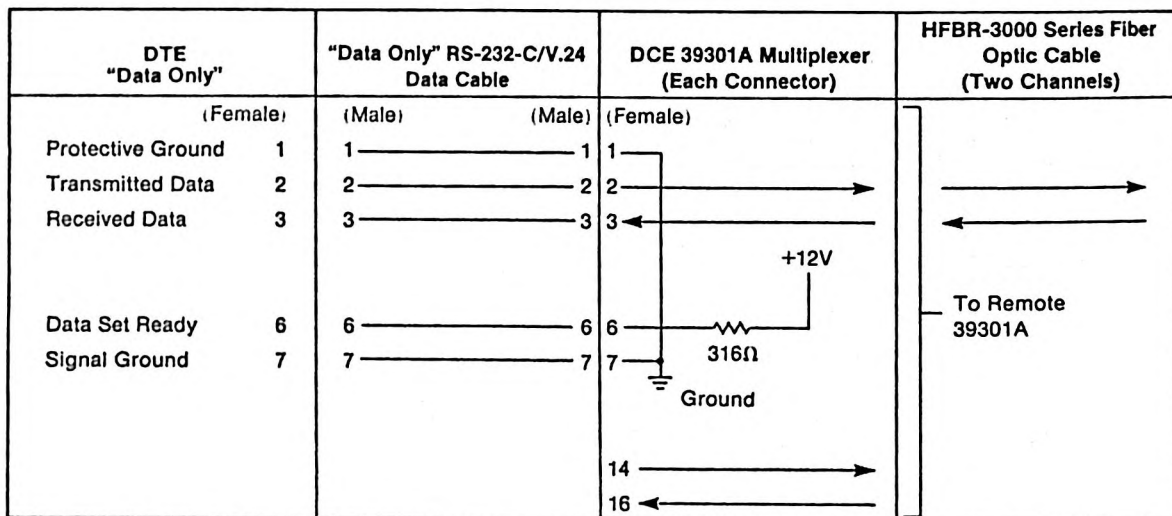 DTE
"Data Only"
"Data Only" RS-232-C/V.24
Data Cable
DCE 39301A Multiplexer
(Each Connector)
HFBR-3000 Series Fiber
Optic Cable
(Two Channels)
(Female)
(Male) (Male) (Female)
Protective Ground 1 1 1 1
Transmitted Data 2 2 2 2
Received Data 3 3 3 3
+12V
To Remote
39301A
Data Set Ready 6 6 6 6
316Ω
Signal Ground 7 7 7 7
Ground
14
16